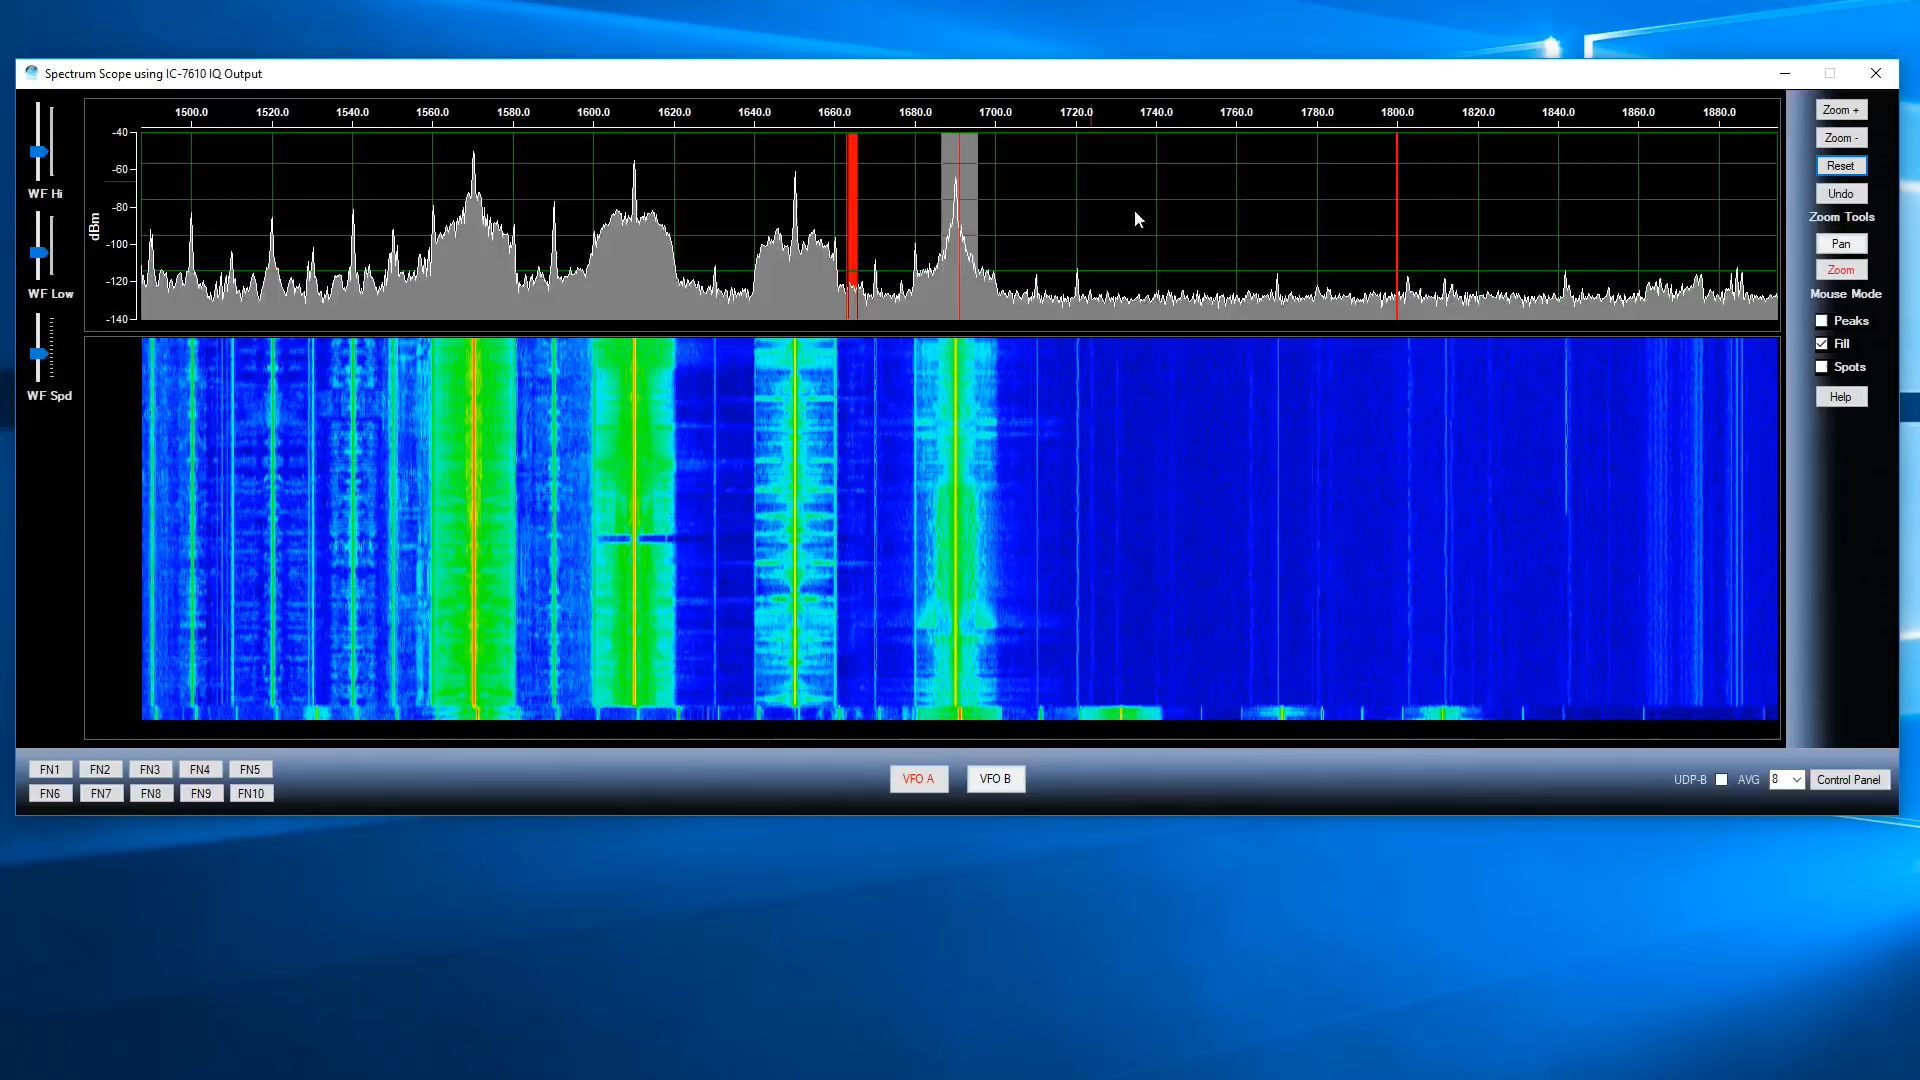 Spectrum Scope using IC-7610 IQ Output
1500.0 1520.0 1540.0 1560.0 1580.0 1600.0 1620.0 1640.0 1660.0 1680.0 1700.0 1720.0 1740.0 1760.0 1780.0 1800.0 1820.0 1840.0 1860.0 1880.0
-40
-60
-80
-100
-120
-140
dBm
WF Hi
WF Low
WF Spd
Zoom +
Zoom -
Reset
Undo
Zoom Tools
Pan
Zoom
Mouse Mode
Peaks
Fill
Spots
Help
FN1 FN2 FN3 FN4 FN5
FN6 FN7 FN8 FN9 FN10
VFO A VFO B
UDP-B AVG 8 Control Panel